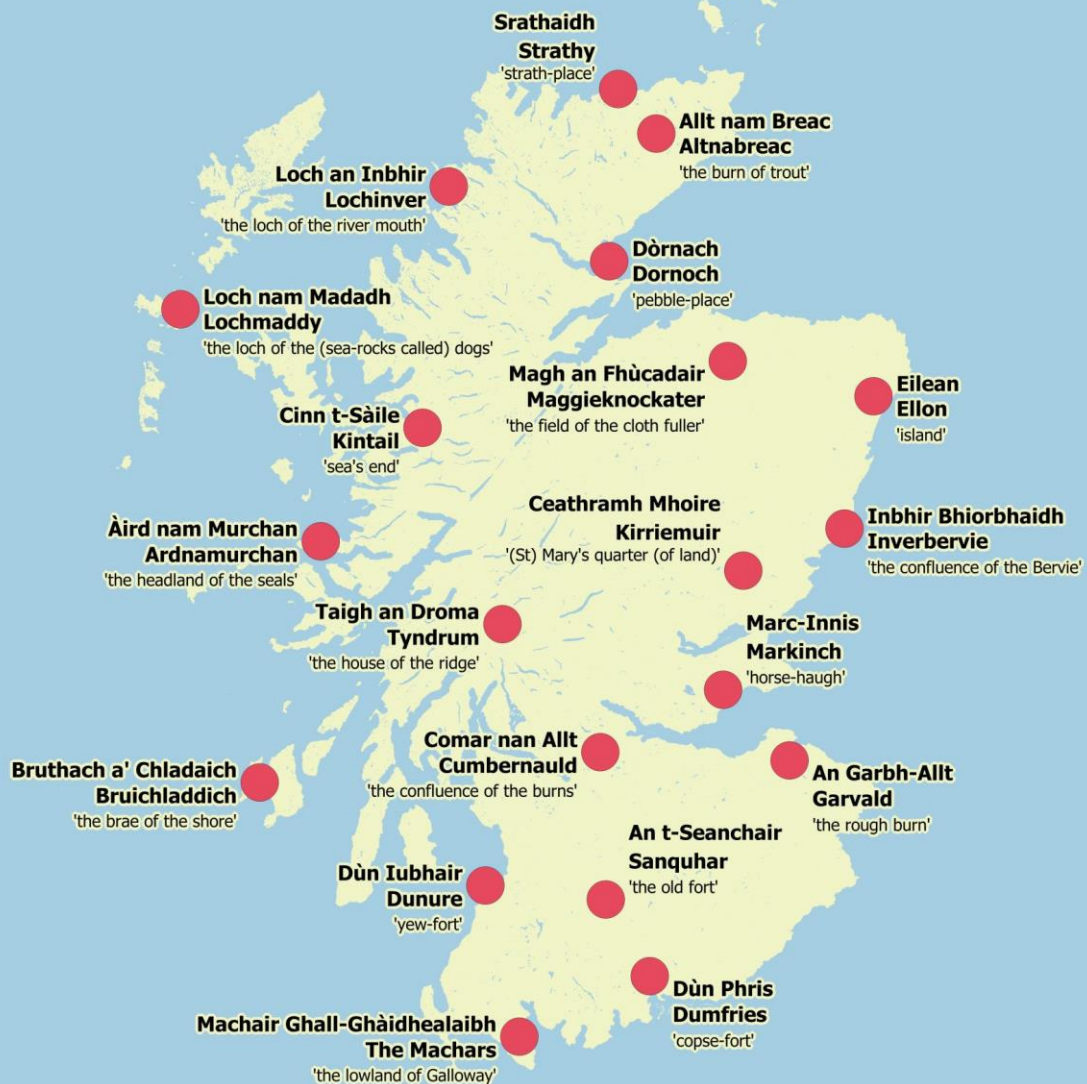 Srathaidh
Strathy
'strath-place'
Allt nam Breac
Altnabreac
'the burn of trout'
Loch an Inbhir
Lochinver
'the loch of the river mouth'
Dòrnach
Dornoch
'pebble-place'
Loch nam Madadh
Lochmaddy
'the loch of the (sea-rocks called) dogs'
Magh an Fhùcadair
Maggieknockater
'the field of the cloth fuller'
Eilean
Ellon
'island'
Cinn t-Sàile
Kintail
'sea's end'
Ceathramh Mhoire
Kirriemuir
'(St) Mary's quarter (of land)'
Inbhir Bhiorbhaidh
Inverbervie
'the confluence of the Bervie'
Àird nam Murchan
Ardnamurchan
'the headland of the seals'
Taigh an Droma
Tyndrum
'the house of the ridge'
Marc-Innis
Markinch
'horse-haugh'
Comar nan Allt
Cumbernauld
'the confluence of the burns'
Bruthach a' Chladaich
Bruichladdich
'the brae of the shore'
An Garbh-Allt
Garvald
'the rough burn'
An t-Seanchair
Sanquhar
'the old fort'
Dùn Iubhair
Dunure
'yew-fort'
Dùn Phris
Dumfries
'copse-fort'
Machair Ghall-Ghàidhealaibh
The Machars
'the lowland of Galloway'